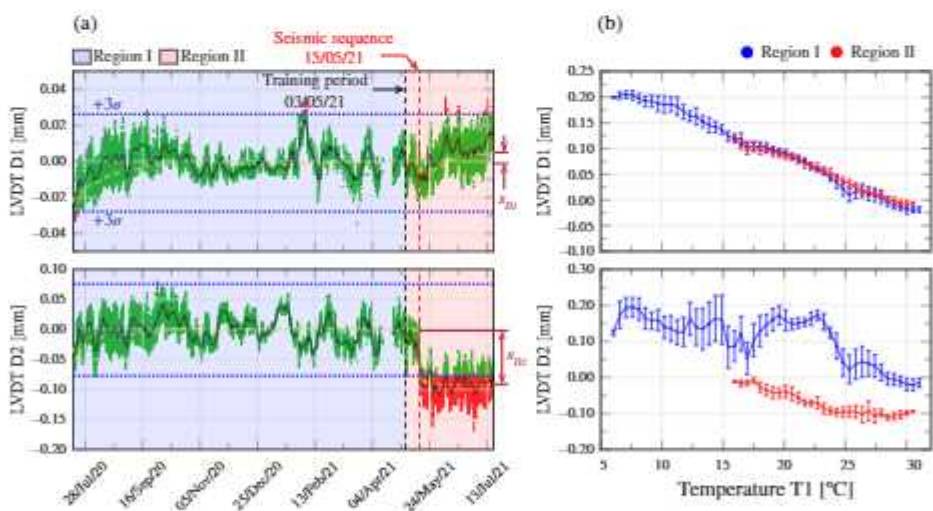 (a)
(b)
Seismic sequence
15/05/21
Region I
Region II
Region I
Region II
Training period
03/05/21
LVDT D1 [mm]
0.04
0.02
0.00
−0.02
−0.04
+3σ
+3σ
LVDT D1 [mm]
0.25
0.20
0.15
0.10
0.05
0.00
−0.05
−0.10
LVDT D2 [mm]
0.10
0.05
0.00
−0.05
−0.10
−0.15
−0.20
LVDT D2 [mm]
0.30
0.20
0.10
0.00
−0.10
−0.20
28/Jul/20
16/Sep/20
05/Nov/20
25/Dec/20
13/Feb/21
04/Apr/21
24/May/21
13/Jul/21
5
10
15
20
25
30
Temperature T1 [°C]